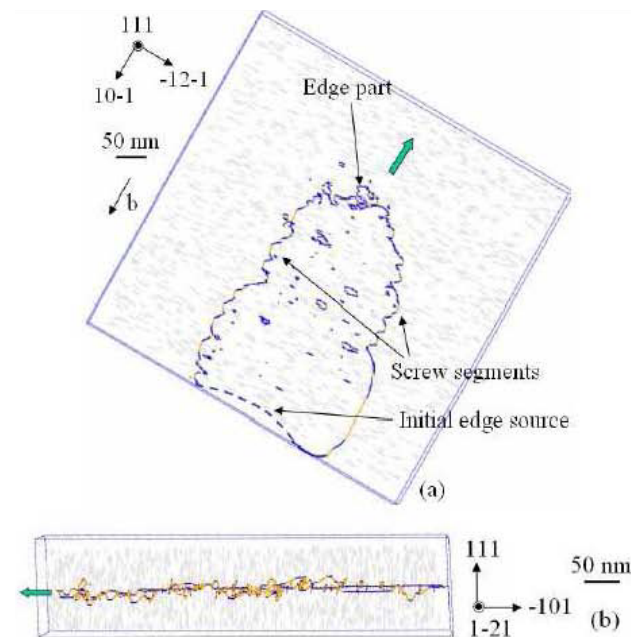 111
10-1
-12-1
Edge part
50 nm
b
Screw segments
Initial edge source
(a)
111
50 nm
-101
1-21
(b)